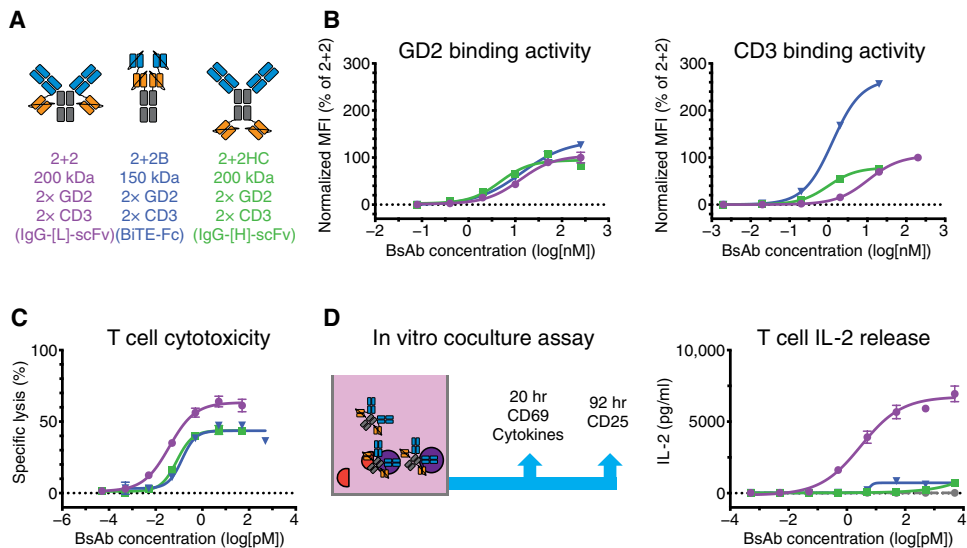 A
2+2
200 kDa
2× GD2
2× CD3
(IgG-[L]-scFv)
2+2B
150 kDa
2× GD2
2× CD3
(BiTE-Fc)
2+2HC
200 kDa
2× GD2
2× CD3
(IgG-[H]-scFv)
B
GD2 binding activity
Normalized MFI (% of 2+2)
300
200
100
0
−2 −1 0 1 2 3
BsAb concentration (log[nM])
CD3 binding activity
Normalized MFI (% of 2+2)
300
200
100
0
−3 −2 −1 0 1 2 3
BsAb concentration (log[nM])
C
T cell cytotoxicity
Specific lysis (%)
100
50
0
−6 −4 −2 0 2 4
BsAb concentration (log[pM])
D
In vitro coculture assay
20 hr
CD69
Cytokines
92 hr
CD25
T cell IL-2 release
IL-2 (pg/ml)
10,000
5000
0
−4 −2 0 2 4
BsAb concentration (log[pM])